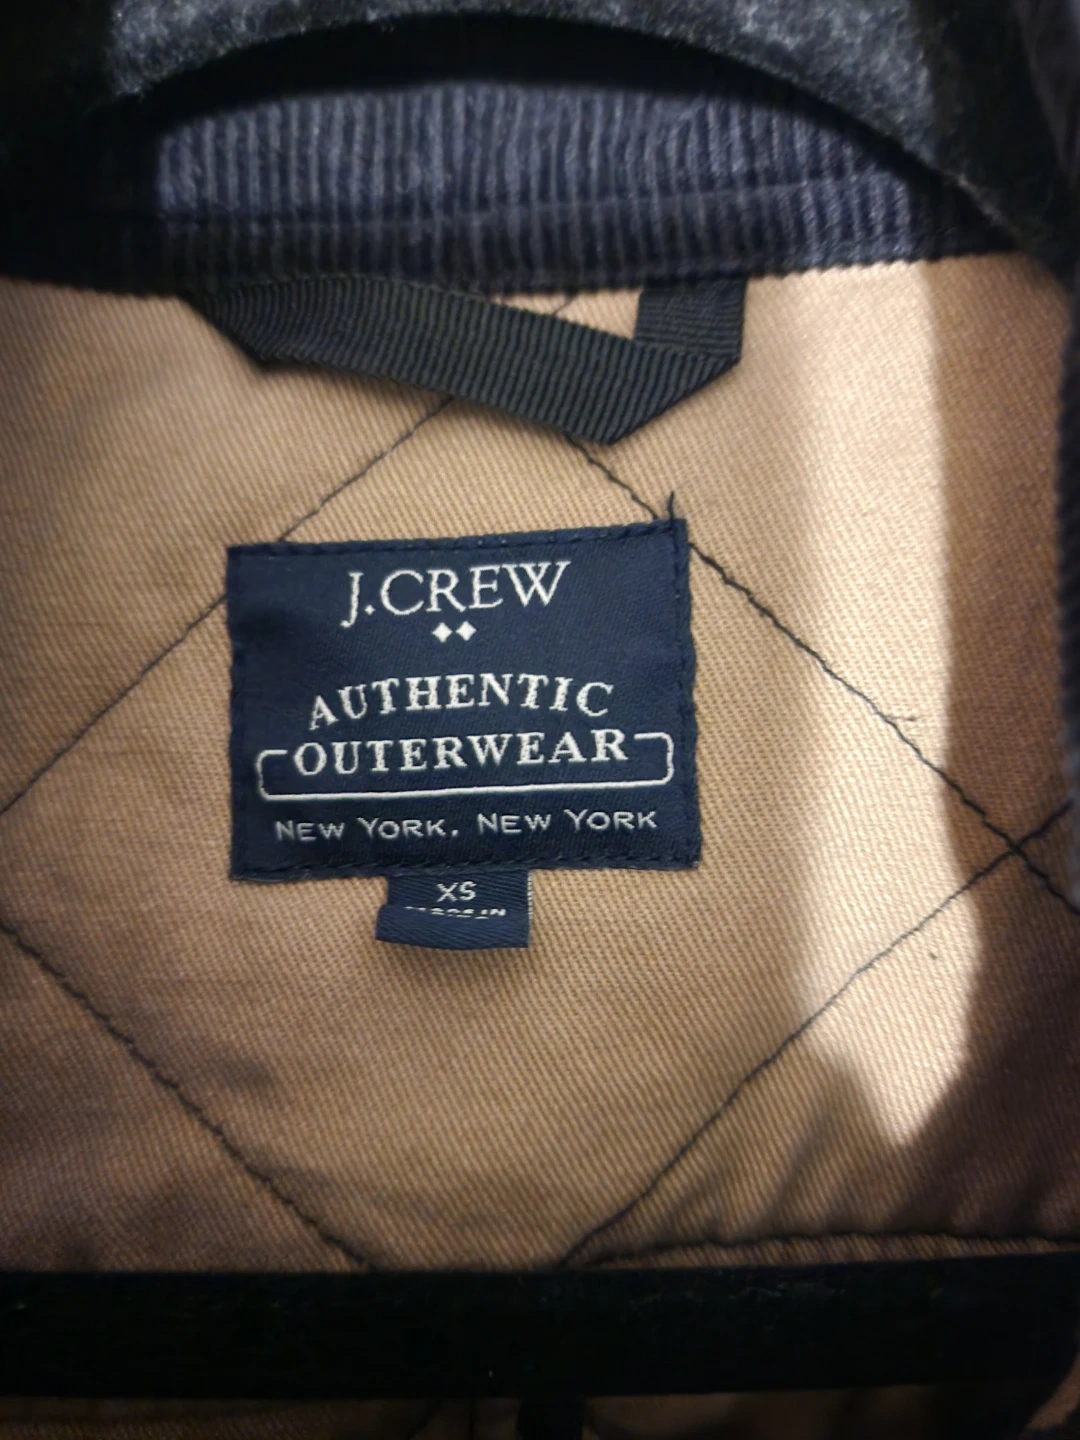 J.CREW
AUTHENTIC
OUTERWEAR
NEW YORK, NEW YORK
XS